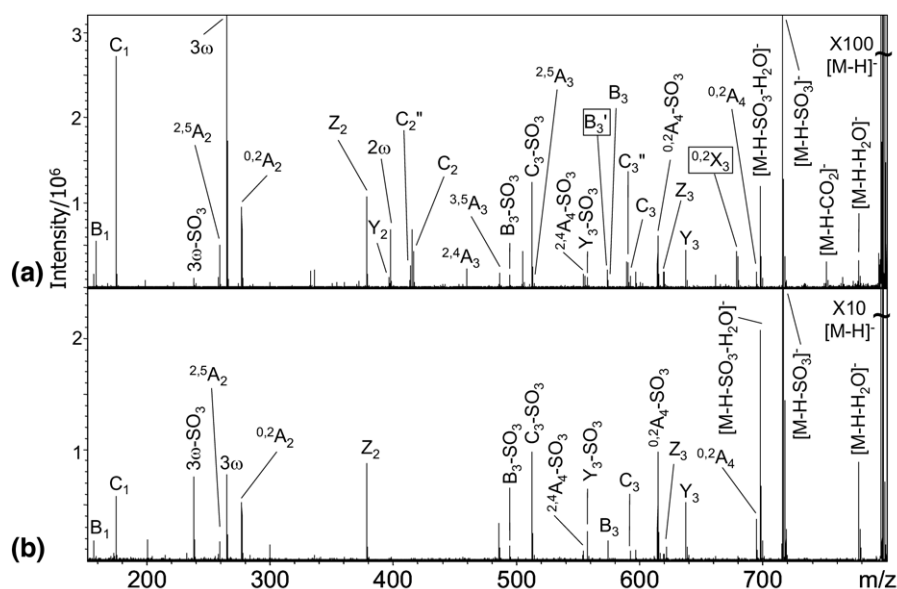 3
2
1
Intensity/10⁶
(a)
B₁
C₁
²,⁵A₂
3ω-SO₃
3ω
⁰,²A₂
Z₂
Y₂
2ω
C₂"
C₂
²,⁴A₃
³,⁵A₃
B₃-SO₃
C₃-SO₃
²,⁵A₃
²,⁴A₄-SO₃
Y₃-SO₃
B₃'
B₃
C₃"
C₃
⁰,²A₄-SO₃
Z₃
Y₃
⁰,²X₃
⁰,²A₄
[M-H-SO₃-H₂O]⁻
[M-H-SO₃]⁻
[M-H-CO₂]⁻
[M-H-H₂O]⁻
X100
[M-H]⁻
2
1
(b)
B₁
C₁
3ω-SO₃
²,⁵A₂
3ω
⁰,²A₂
Z₂
B₃-SO₃
C₃-SO₃
²,⁴A₄-SO₃
Y₃-SO₃
B₃
C₃
⁰,²A₄-SO₃
Z₃
Y₃
⁰,²A₄
[M-H-SO₃-H₂O]⁻
[M-H-SO₃]⁻
[M-H-H₂O]⁻
X10
[M-H]⁻
200 300 400 500 600 700 m/z